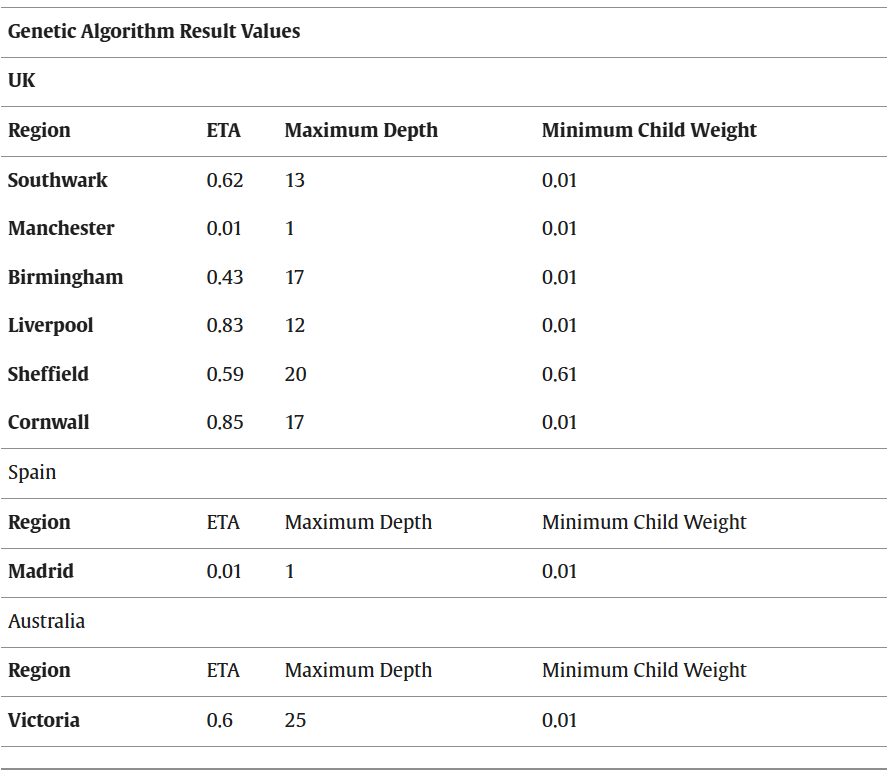 Genetic Algorithm Result Values
UK
Region ETA Maximum Depth Minimum Child Weight
Southwark 0.62 13 0.01
Manchester 0.01 1 0.01
Birmingham 0.43 17 0.01
Liverpool 0.83 12 0.01
Sheffield 0.59 20 0.61
Cornwall 0.85 17 0.01
Spain
Region ETA Maximum Depth Minimum Child Weight
Madrid 0.01 1 0.01
Australia
Region ETA Maximum Depth Minimum Child Weight
Victoria 0.6 25 0.01